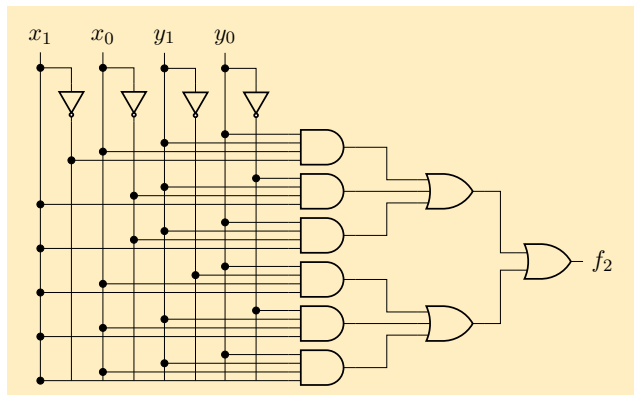 x₁ x₀ y₁ y₀
f₂